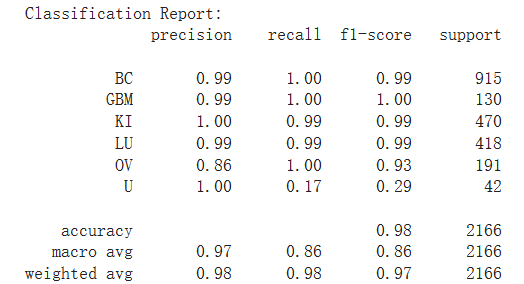 Classification Report:
precision recall f1-score support
BC 0.99 1.00 0.99 915
GBM 0.99 1.00 1.00 130
KI 1.00 0.99 0.99 470
LU 0.99 0.99 0.99 418
OV 0.86 1.00 0.93 191
U 1.00 0.17 0.29 42
accuracy 0.98 2166
macro avg 0.97 0.86 0.86 2166
weighted avg 0.98 0.98 0.97 2166